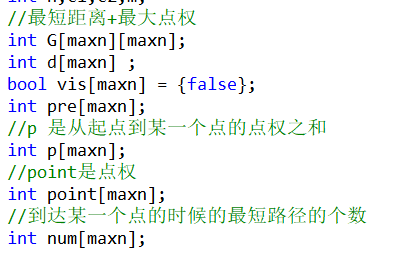 //最短距离+最大点权
int G[maxn][maxn];
int d[maxn] ;
bool vis[maxn] = {false};
int pre[maxn];
//p 是从起点到某一个点的点权之和
int p[maxn];
//point是点权
int point[maxn];
//到达某一个点的时候的最短路径的个数
int num[maxn];